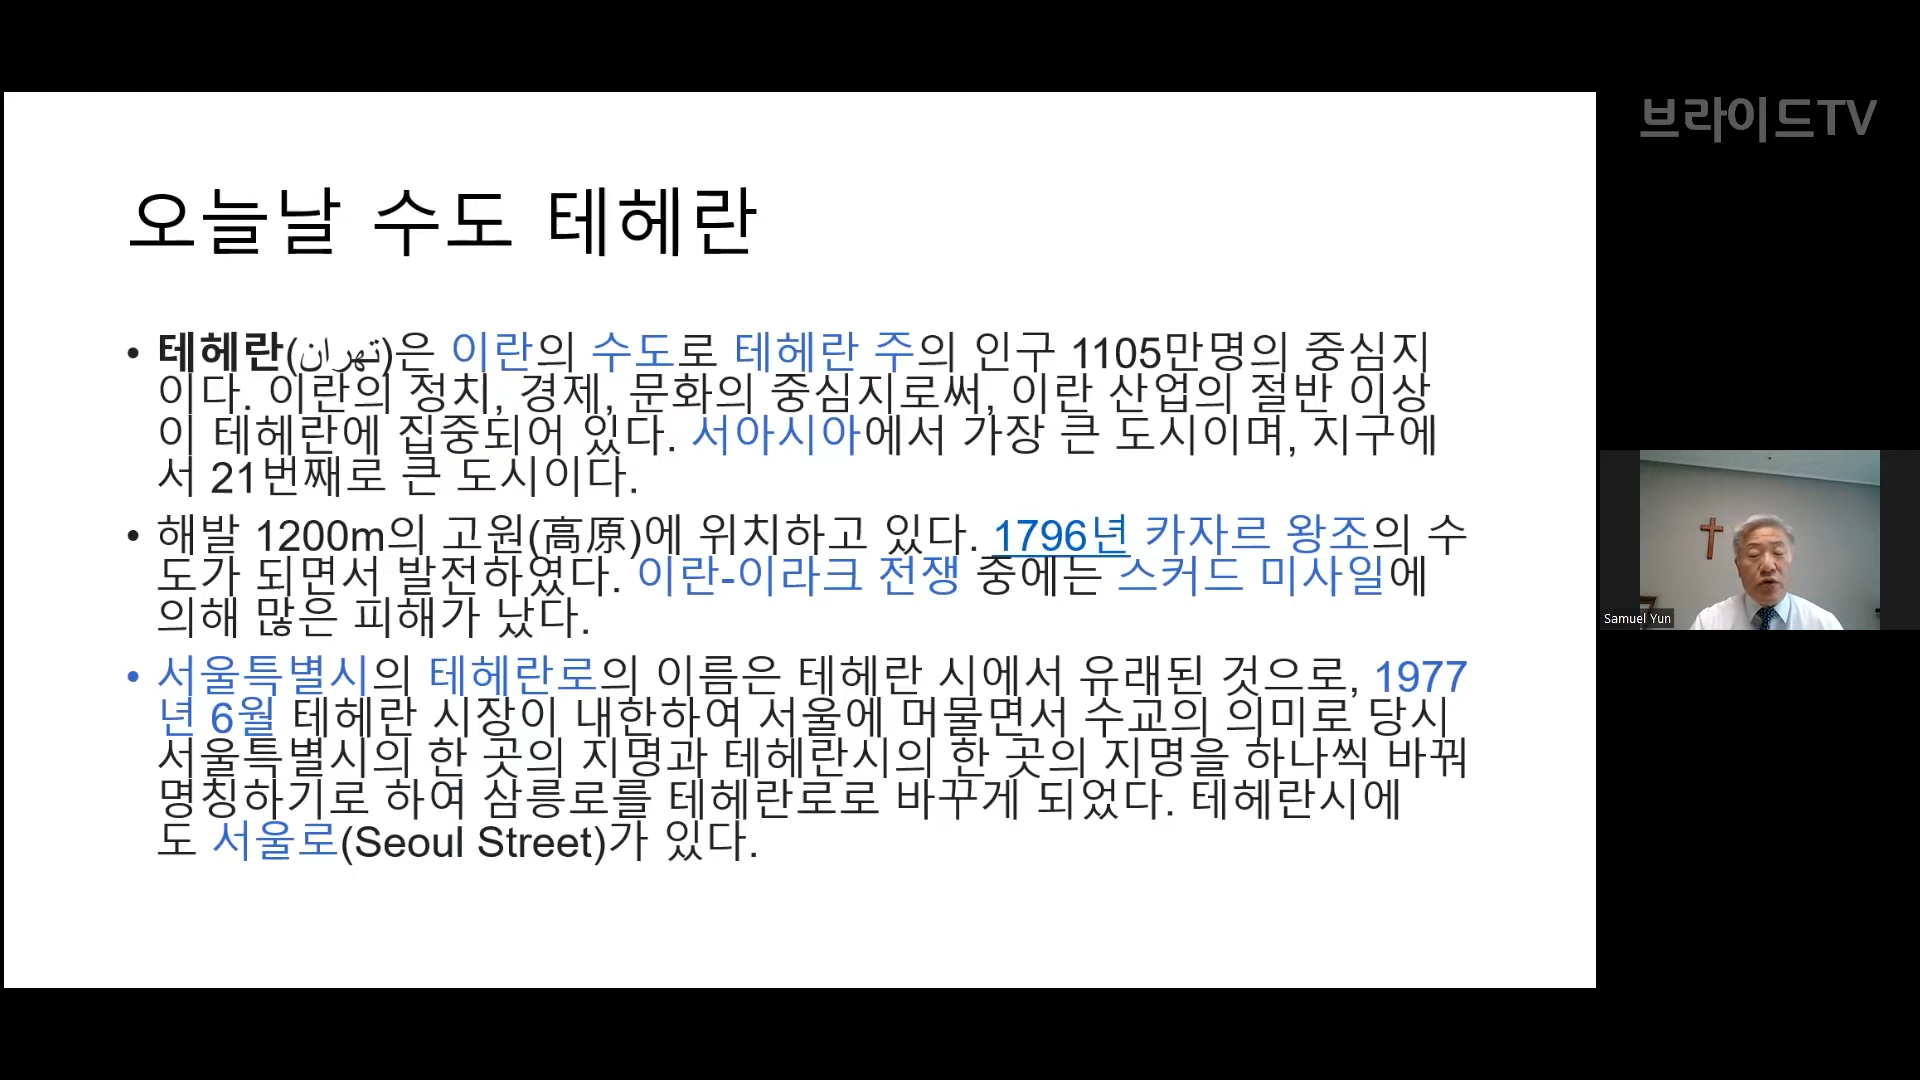 브라이드TV
오늘날 수도 테헤란
• 테헤란(تهران)은 이란의 수도로 테헤란 주의 인구 1105만명의 중심지
이다. 이란의 정치, 경제, 문화의 중심지로써, 이란 산업의 절반 이상
이 테헤란에 집중되어 있다. 서아시아에서 가장 큰 도시이며, 지구에
서 21번째로 큰 도시이다.
• 해발 1200m의 고원(高原)에 위치하고 있다. 1796년 카자르 왕조의 수
도가 되면서 발전하였다. 이란-이라크 전쟁 중에는 스커드 미사일에
의해 많은 피해가 났다.
• 서울특별시의 테헤란로의 이름은 테헤란 시에서 유래된 것으로, 1977
년 6월 테헤란 시장이 내한하여 서울에 머물면서 수교의 의미로 당시
서울특별시의 한 곳의 지명과 테헤란시의 한 곳의 지명을 하나씩 바꿔
명칭하기로 하여 삼릉로를 테헤란로로 바꾸게 되었다. 테헤란시에
도 서울로(Seoul Street)가 있다.
Samuel Yun